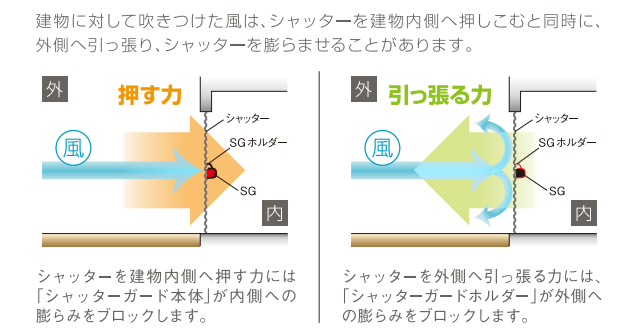 建物に対して吹きつけた風は、シャッターを建物内側へ押しこむと同時に、
外側へ引っ張り、シャッターを膨らませることがあります。
外
押す力
シャッター
SGホルダー
風
SG
内
シャッターを建物内側へ押す力には
「シャッターガード本体」が内側への
膨らみをブロックします。
外
引っ張る力
シャッター
SGホルダー
風
SG
内
シャッターを外側へ引っ張る力には、
「シャッターガードホルダー」が外側へ
の膨らみをブロックします。